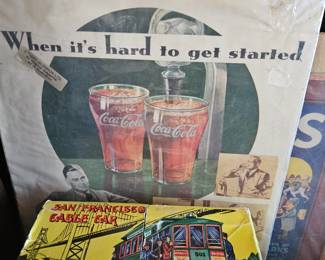 When it's hard to get started
Coca-Cola
Coca-Cola
S
SAN FRANCISCO
CABLE CAR